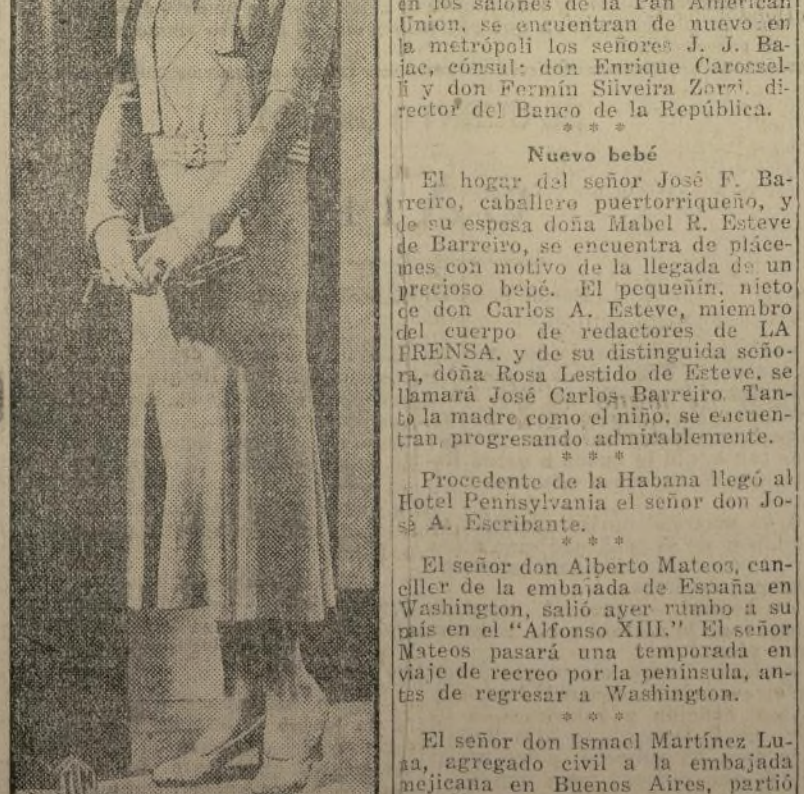 en los salones de la Pan American
Union, se encuentran de nuevo en
la metrópoli los señores J. J. Ba-
jac, cónsul; don Enrique Carossel-
li y don Fermín Silveira Zorzi, di-
rector del Banco de la República.
* * *
Nuevo bebé
El hogar del señor José F. Ba-
rreiro, caballero puertorriqueño, y
de su esposa doña Mabel R. Esteve
de Barreiro, se encuentra de pláce-
mes con motivo de la llegada de un
precioso bebé. El pequeñín, nieto
de don Carlos A. Esteve, miembro
del cuerpo de redactores de LA
PRENSA, y de su distinguida seño-
ra, doña Rosa Lestido de Esteve, se
llamará José Carlos Barreiro. Tan-
to la madre como el niño, se encuen-
tran progresando admirablemente.
* * *
Procedente de la Habana llegó al
Hotel Pennsylvania el señor don Jo-
sé A. Escribante.
* * *
El señor don Alberto Mateos, can-
ciller de la embajada de España en
Washington, salió ayer rumbo a su
país en el "Alfonso XIII." El señor
Mateos pasará una temporada en
viaje de recreo por la península, an-
tes de regresar a Washington.
* * *
El señor don Ismael Martínez Lu-
na, agregado civil a la embajada
mejicana en Buenos Aires, partió